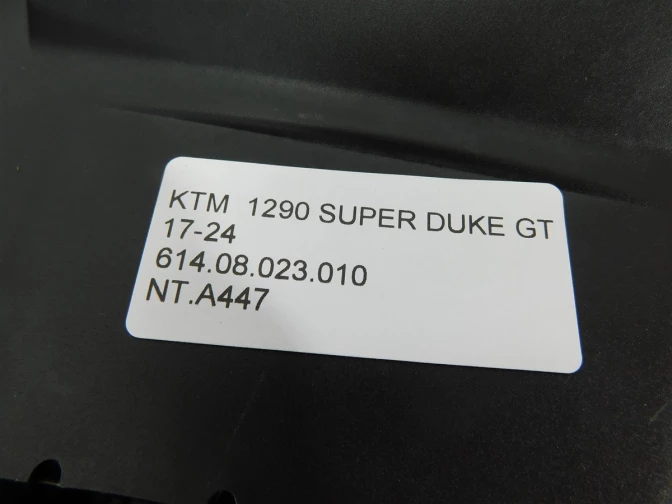 KTM 1290 SUPER DUKE GT
17-24
614.08.023.010
NT.A447